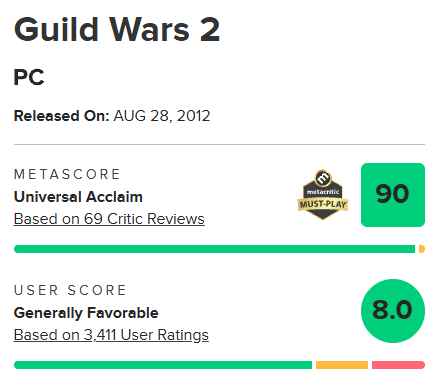 Guild Wars 2
PC
Released On: AUG 28, 2012
METASCORE
Universal Acclaim
Based on 69 Critic Reviews
metacritic
MUST-PLAY
90
USER SCORE
Generally Favorable
Based on 3,411 User Ratings
8.0